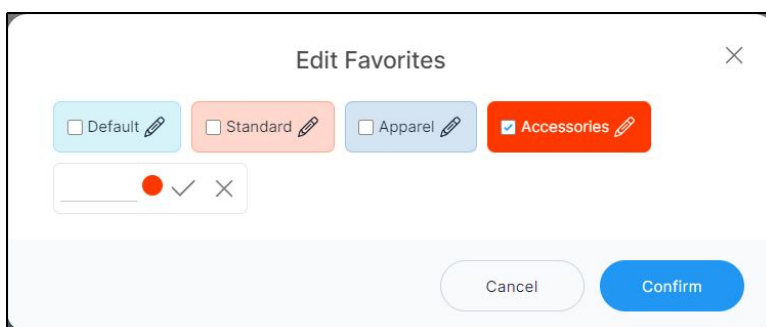 Edit Favorites
Default Standard Apparel Accessories
Cancel Confirm